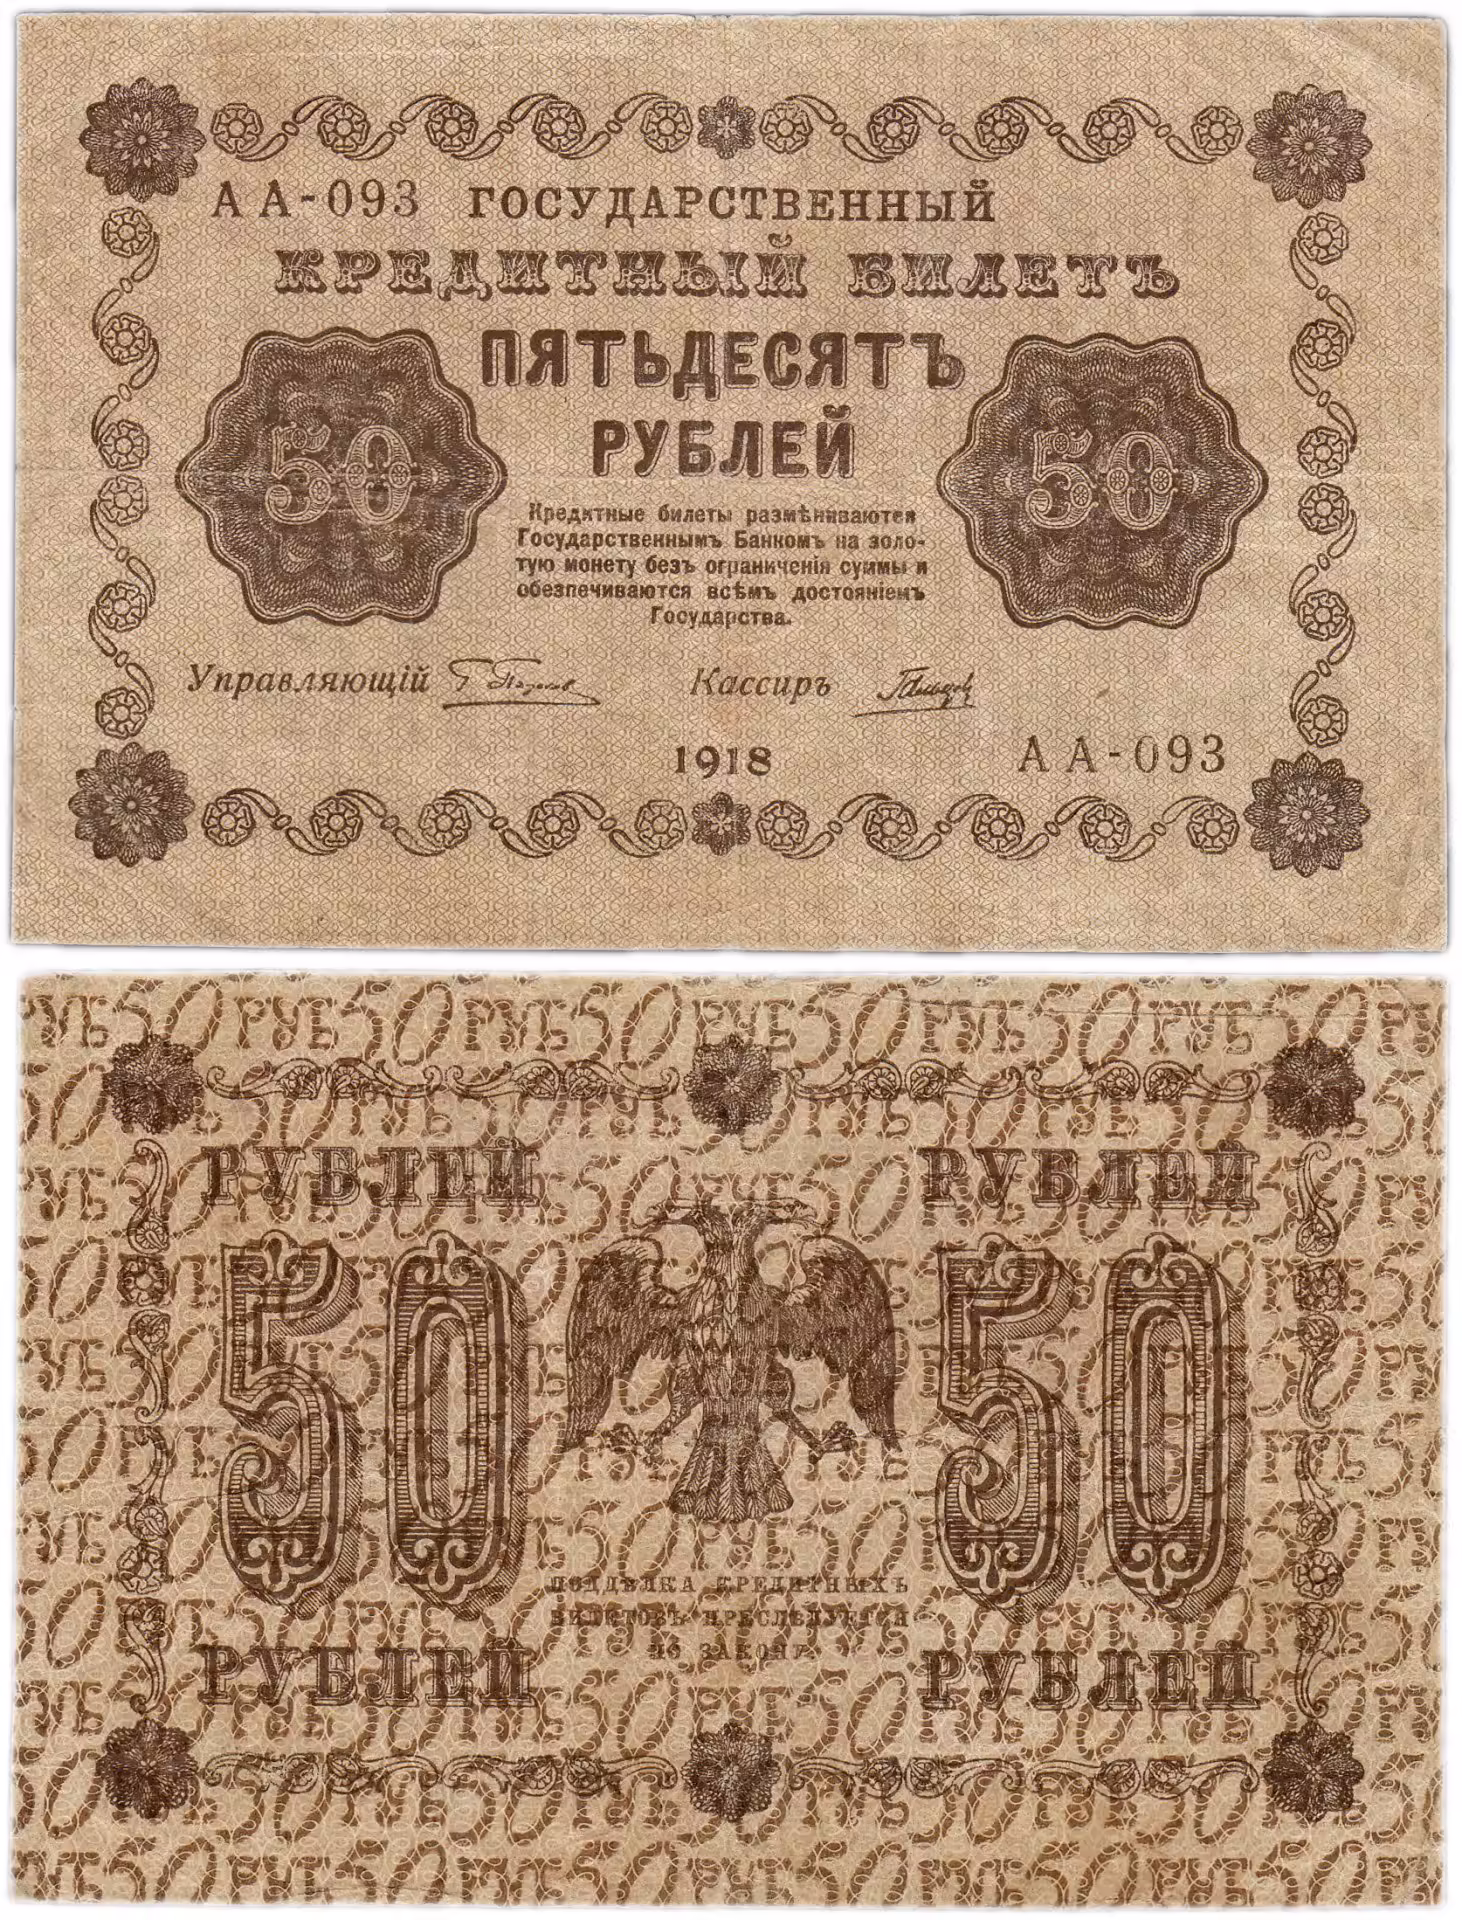 АА-093 ГОСУДАРСТВЕННЫЙ
КРЕДИТНЫЙ БИЛЕТЪ
ПЯТЬДЕСЯТЪ
РУБЛЕЙ
50
50
Кредитные билеты размѣниваются
Государственнымъ Банкомъ на золо-
тую монету безъ ограниченія суммы и
обезпечиваются всѣмъ достояніемъ
Государства.
Управляющій
Кассиръ
1918
АА-093
РУБЛЕЙ
РУБЛЕЙ
50
50
ПОДДѢЛКА КРЕДИТНЫХЪ
БИЛЕТОВЪ ПРЕСЛѢДУЕТСЯ
ПО ЗАКОНУ.
РУБЛЕЙ
РУБЛЕЙ